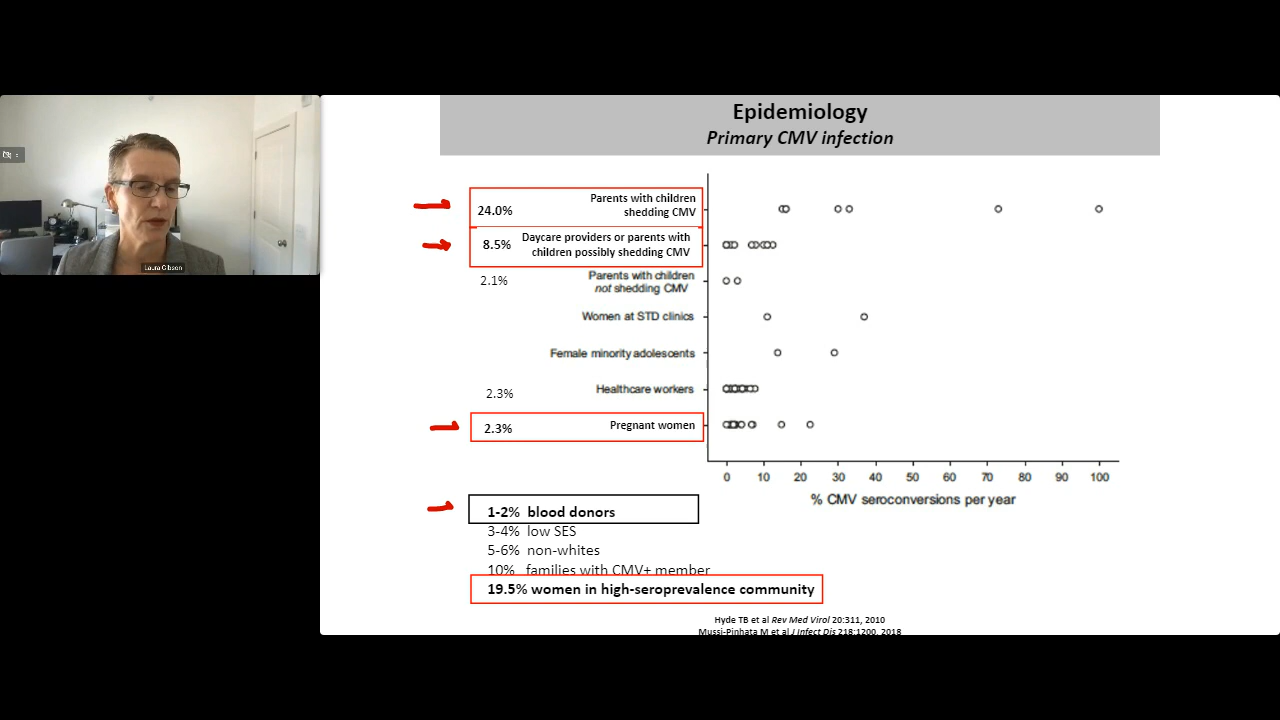 Epidemiology
Primary CMV infection
24.0% Parents with children
shedding CMV
8.5% Daycare providers or parents with
children possibly shedding CMV
2.1% Parents with children
not shedding CMV
Women at STD clinics
Female minority adolescents
2.3% Healthcare workers
2.3% Pregnant women
0 10 20 30 40 50 60 70 80 90 100
% CMV seroconversions per year
1-2% blood donors
3-4% low SES
5-6% non-whites
10% families with CMV+ member
19.5% women in high-seroprevalence community
Hyde TB et al Rev Med Virol 20:311, 2010
Mussi-Pinhata M et al J Infect Dis 218:1200, 2018
Laura Gibson